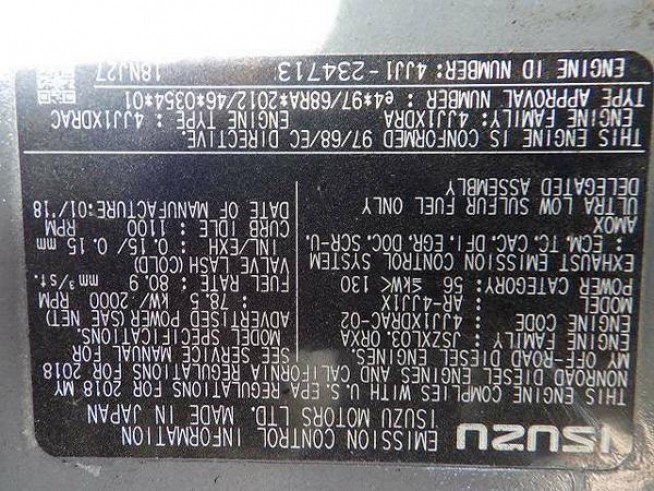 ISUZU
EMISSION CONTROL INFORMATION
ISUZU MOTORS LTD. MADE IN JAPAN
THIS ENGINE COMPLIES WITH U.S. EPA REGULATIONS FOR 2018 MY
NONROAD DIESEL ENGINES AND CALIFORNIA REGULATIONS FOR 2018
MY OFF-ROAD DIESEL ENGINES.
ENGINE FAMILY : JSZXL03.0RXA
ENGINE CODE : 4JJ1XDRAC-02
MODEL : AR-4JJ1X
POWER CATEGORY : 56 ≤kW< 130
EXHAUST EMISSION CONTROL SYSTEM
: ECM, TC, CAC, DFI, EGR, DOC, SCR-U,
AMOX
ULTRA LOW SULFUR FUEL ONLY
DELEGATED ASSEMBLY
SEE SERVICE MANUAL FOR
MODEL SPECIFICATIONS.
ADVERTISED POWER (SAE NET)
: 78.5 kW/ 2000 RPM
FUEL RATE : 80.9 mm³/st.
VALVE LASH (COLD)
INL/EXH : 0.15/ 0.15 mm
CURB IDLE : 1100 RPM
DATE OF MANUFACTURE:01/'18
THIS ENGINE IS CONFORMED 97/68/EC DIRECTIVE.
ENGINE FAMILY: 4JJ1XDRA ENGINE TYPE : 4JJ1XDRAC
TYPE APPROVAL NUMBER : e4*97/68RA*2012/46*0354*01
ENGINE ID NUMBER: 4JJ1-234713 18NJ27